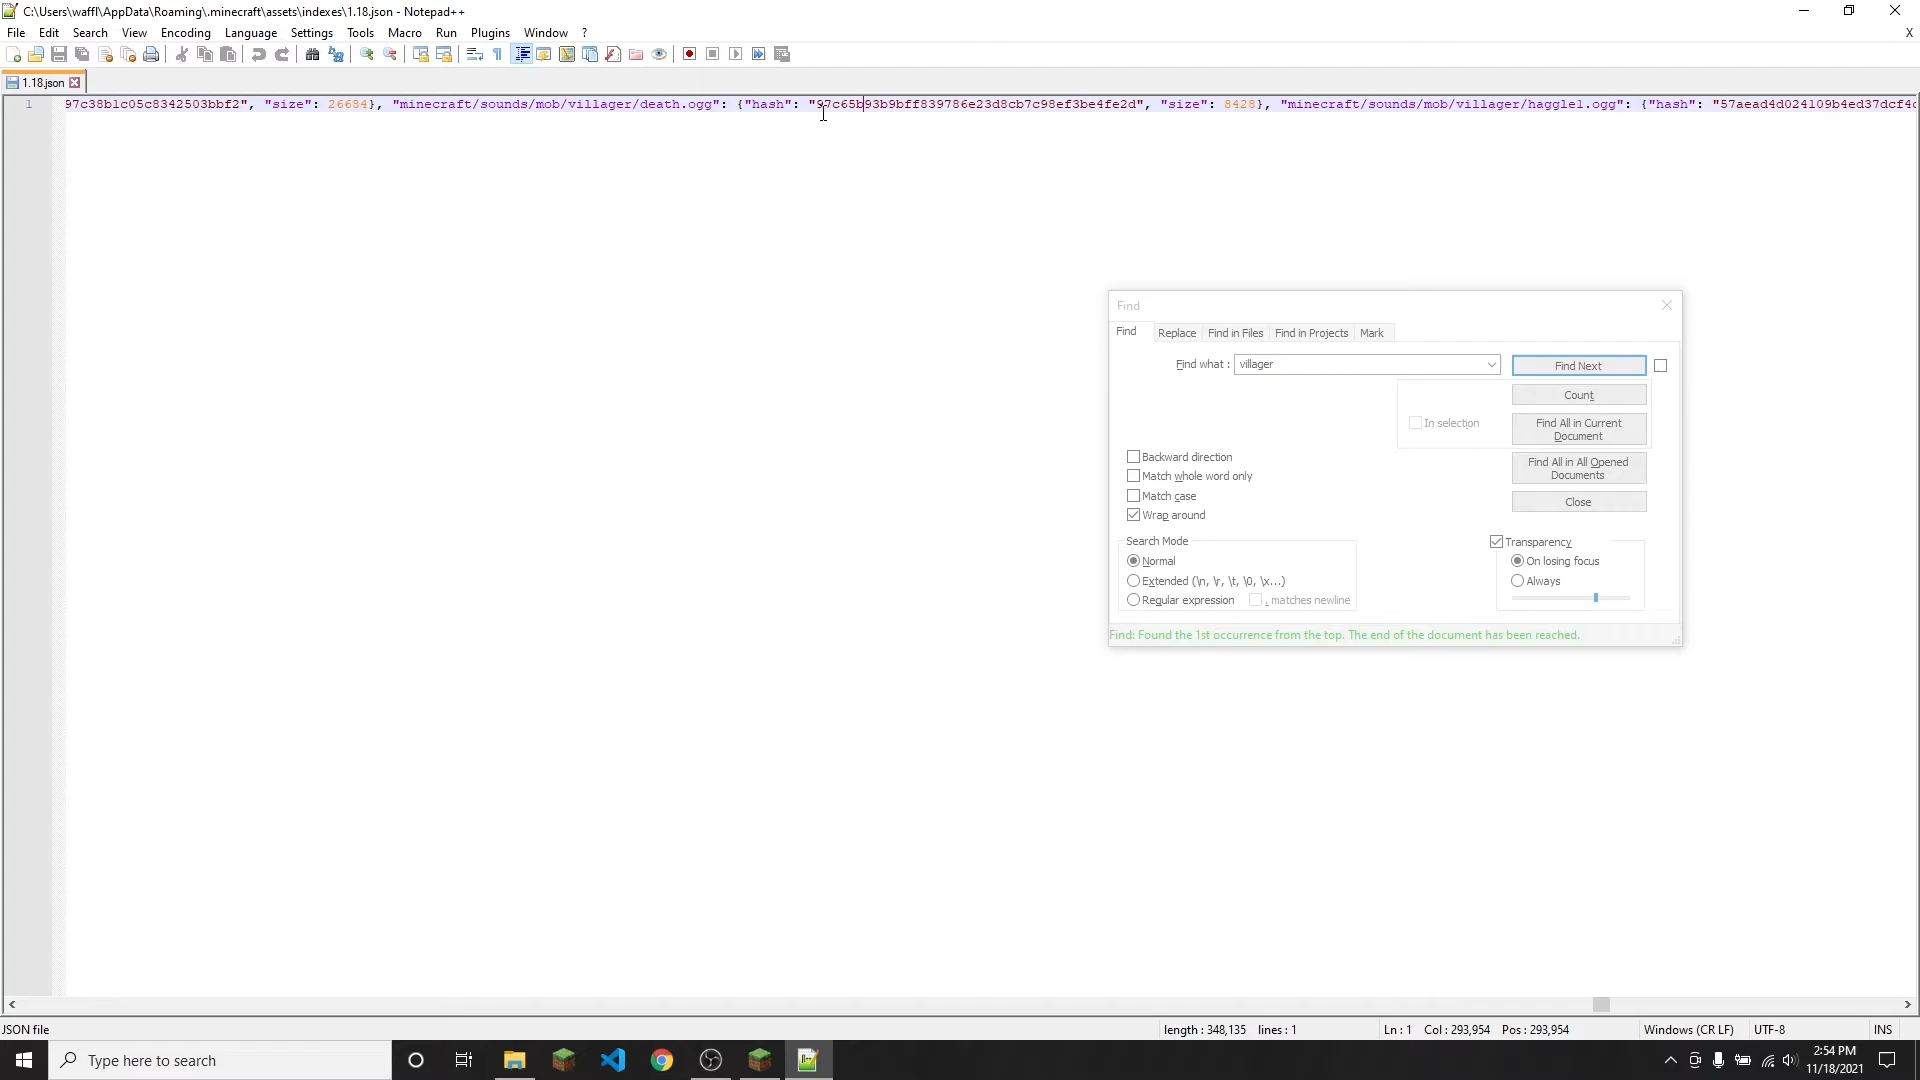 C:\Users\waffl\AppData\Roaming\.minecraft\assets\indexes\1.18.json - Notepad++
File Edit Search View Encoding Language Settings Tools Macro Run Plugins Window ? X
1.18.json
1 97c38b1c05c8342503bbf2", "size": 26684}, "minecraft/sounds/mob/villager/death.ogg": {"hash": "97c65b93b9bff839786e23d8cb7c98ef3be4fe2d", "size": 8428}, "minecraft/sounds/mob/villager/haggle1.ogg": {"hash": "57aead4d024109b4ed37dcf4
Find
Find Replace Find in Files Find in Projects Mark
Find what : villager Find Next
Count
In selection
Find All in Current
Document
Backward direction
Find All in All Opened
Documents
Match whole word only
Match case
Close
Wrap around
Search Mode
Transparency
Normal
On losing focus
Extended (\n, \r, \t, \0, \x...)
Always
Regular expression . matches newline
Find: Found the 1st occurrence from the top. The end of the document has been reached.
JSON file length : 348,135 lines : 1 Ln : 1 Col : 293,954 Pos : 293,954 Windows (CR LF) UTF-8 INS
Type here to search
2:54 PM
11/18/2021